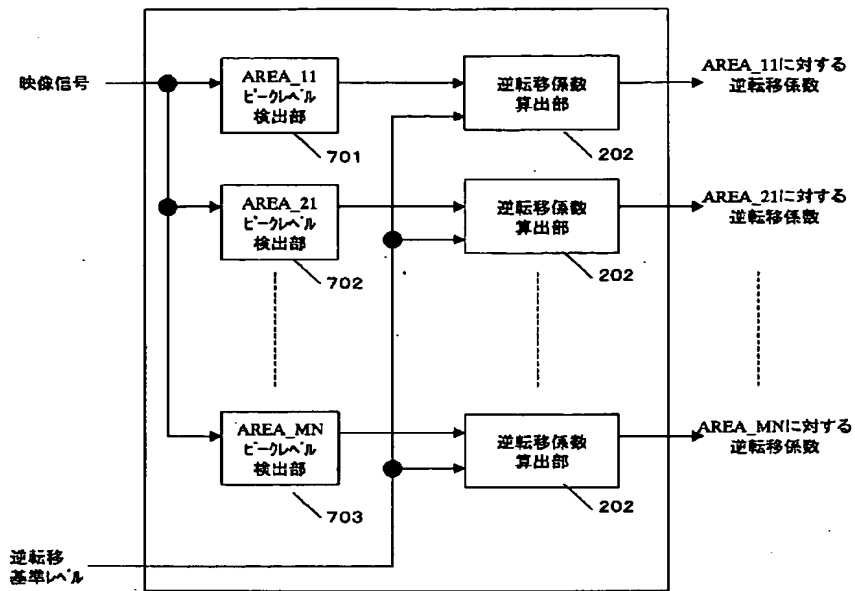 映像信号
AREA_11
ピークレベル
検出部
701
逆転移係数
算出部
202
AREA_11に対する
逆転移係数
AREA_21
ピークレベル
検出部
702
逆転移係数
算出部
202
AREA_21に対する
逆転移係数
AREA_MN
ピークレベル
検出部
703
逆転移係数
算出部
202
AREA_MNに対する
逆転移係数
逆転移
基準レベル